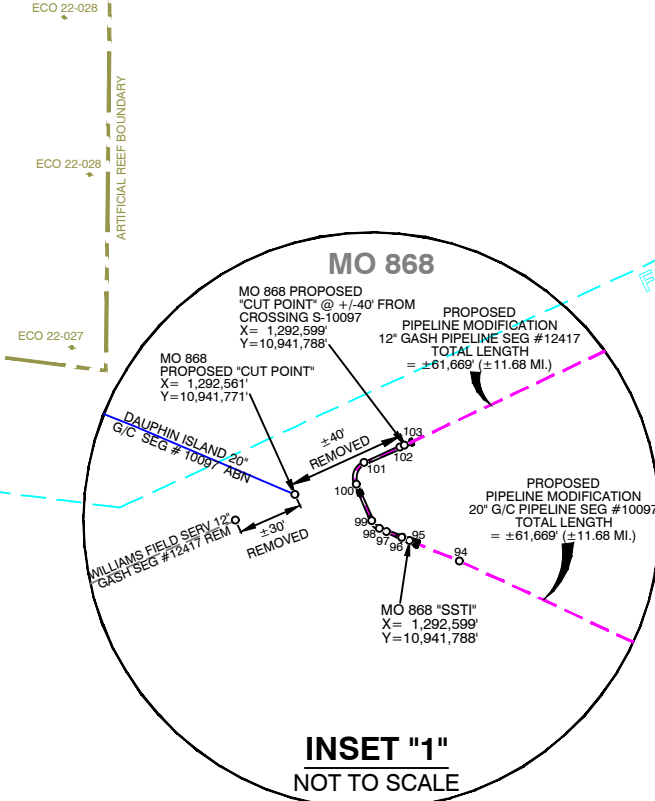 ECO 22-028
ARTIFICIAL REEF BOUNDARY
ECO 22-028
ECO 22-027
MO 868
MO 868 PROPOSED
"CUT POINT" @ +/-40' FROM
CROSSING S-10097
X= 1,292,599'
Y=10,941,788'
PROPOSED
PIPELINE MODIFICATION
12" GASH PIPELINE SEG #12417
TOTAL LENGTH
= ±61,669' (±11.68 MI.)
MO 868
PROPOSED "CUT POINT"
X= 1,292,561'
Y=10,941,771'
DAUPHIN ISLAND 20"
G/C SEG # 10097 ABN
±40'
REMOVED
103
102
101
100
99
98
97
96
95
94
PROPOSED
PIPELINE MODIFICATION
20" G/C PIPELINE SEG #10097
TOTAL LENGTH
= ±61,669' (±11.68 MI.)
WILLIAMS FIELD SERV 12"
GASH SEG #12417 REM
±30'
REMOVED
MO 868 "SSTI"
X= 1,292,599'
Y=10,941,788'
INSET "1"
NOT TO SCALE